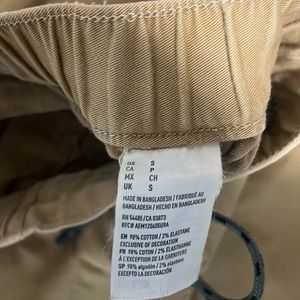 US S
CA P
MX CH
UK S
MADE IN BANGLADESH / FABRIQUÉ AU
BANGLADESH / HECHO EN BANGLADESH
RN 54485/CA 03873
RFC# AEM120405U9A
EN 98% COTTON / 2% ELASTANE
EXCLUSIVE OF DECORATION
FR 98% COTON / 2% ÉLASTHANNE
À L'EXCEPTION DE LA GARNITURE
SP 98% algodón / 2% elastano
EXCEPTO LA DECORACIÓN